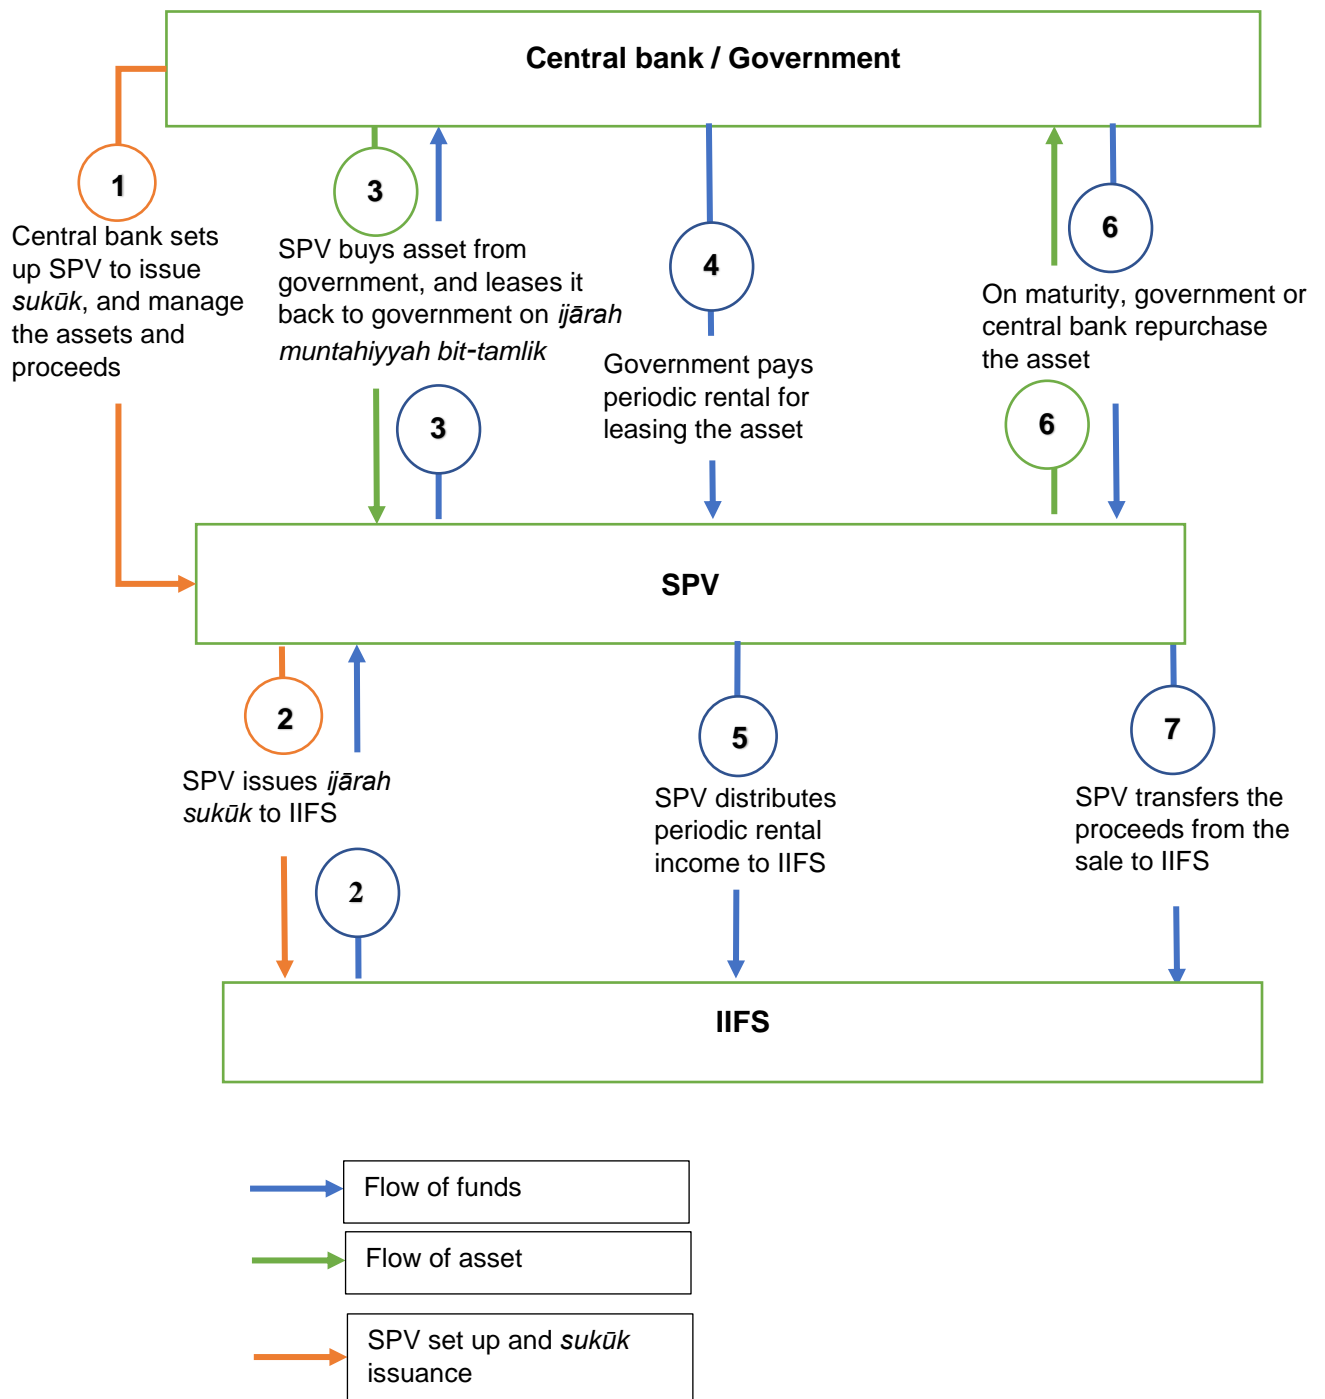 Central bank / Government
1
Central bank sets
up SPV to issue
sukūk, and manage
the assets and
proceeds
3
SPV buys asset from
government, and leases it
back to government on ijārah
muntahiyyah bit-tamlik
3
4
Government pays
periodic rental for
leasing the asset
6
On maturity, government or
central bank repurchase
the asset
6
SPV
2
SPV issues ijārah
sukūk to IIFS
2
5
SPV distributes
periodic rental
income to IIFS
7
SPV transfers the
proceeds from the
sale to IIFS
IIFS
Flow of funds
Flow of asset
SPV set up and sukūk
issuance